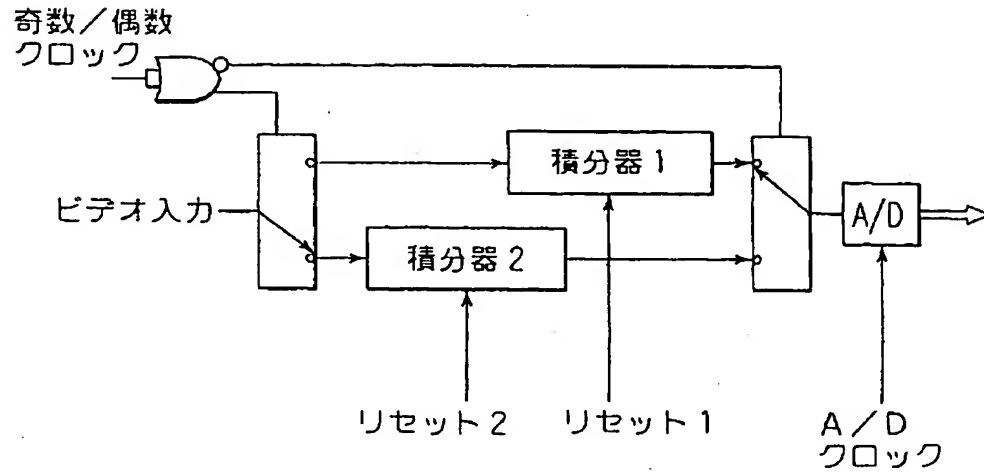 奇数／偶数
クロック
積分器1
ビデオ入力
A/D
積分器2
リセット2
リセット1
A／D
クロック